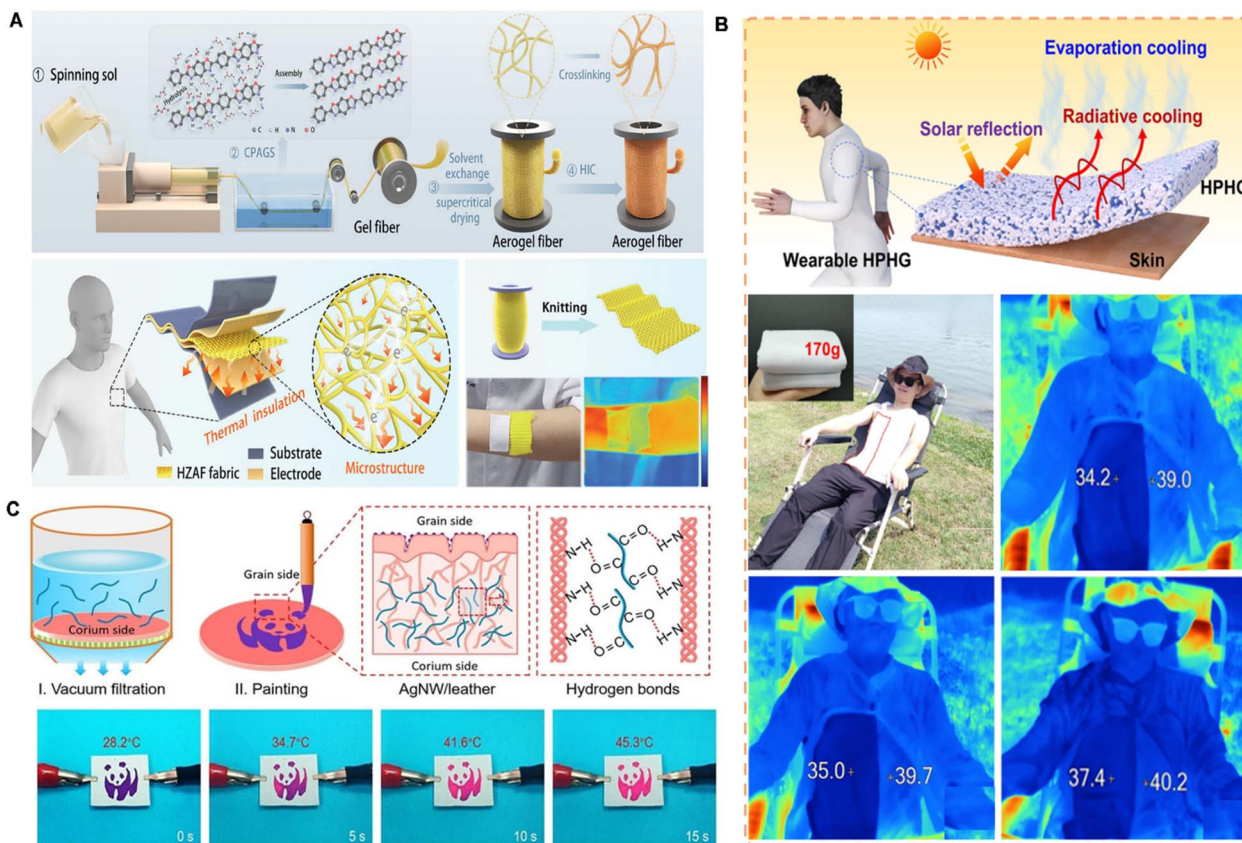 A
① Spinning sol
Hydrolysis
Assembly
C H N O
② CPAGS
Gel fiber
Solvent
exchange
③
supercritical
drying
Crosslinking
④ HIC
Aerogel fiber
Aerogel fiber
Thermal insulation
e
e
e
Microstructure
HZAF fabric
Substrate
Electrode
Knitting
B
Evaporation cooling
Radiative cooling
Solar reflection
HPHG
Skin
Wearable HPHG
170g
34.2+
+39.0
35.0+
+39.7
37.4+
+40.2
C
Corium side
I. Vacuum filtration
Grain side
II. Painting
Grain side
Corium side
AgNW/leather
N-H
O=C
C=O
H-N
N-H
O=C
C=O
H-N
N-H
O=C
C=O
H-N
Hydrogen bonds
28.2°C
0 s
34.7°C
5 s
41.6°C
10 s
45.3°C
15 s